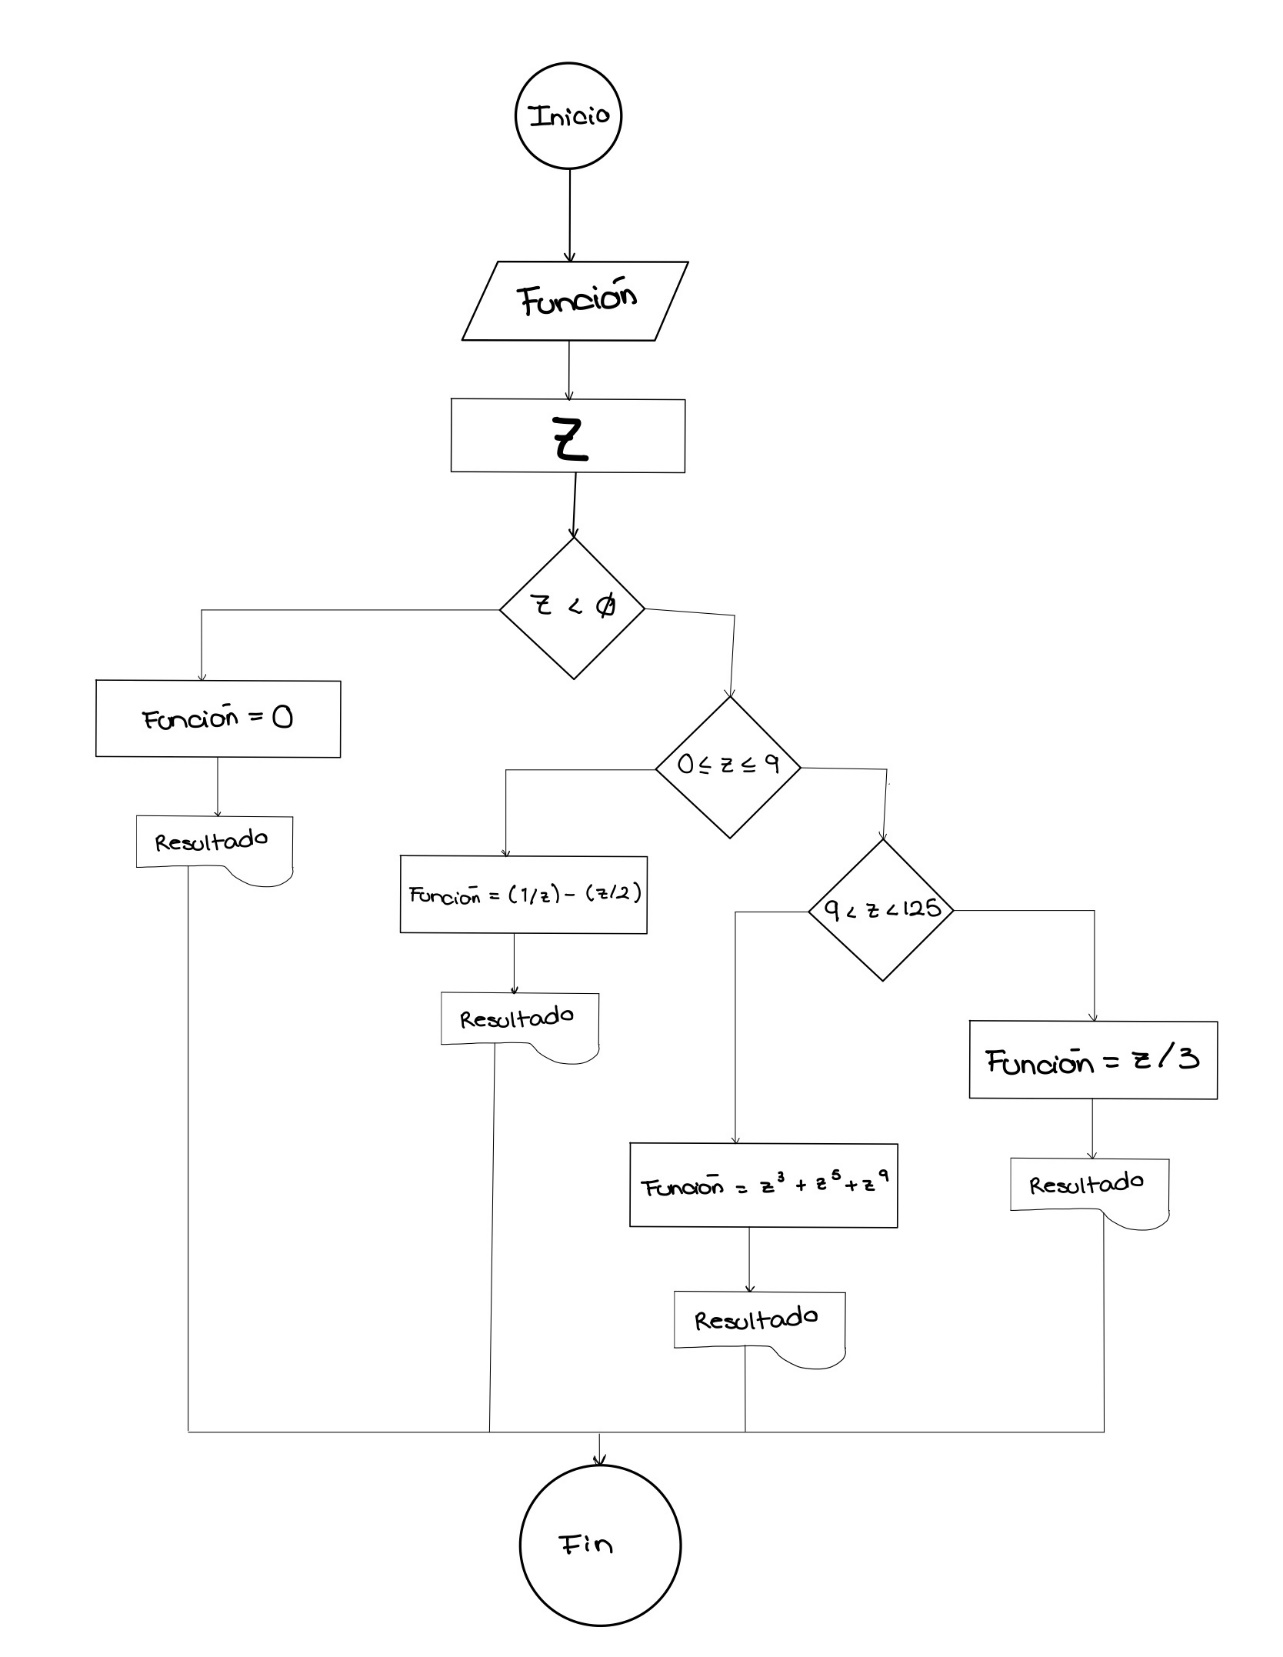 Inicio
Función
Z
z < 0
Función = 0
Resultado
0 ≤ z ≤ 9
Función = (1/z) - (z/2)
Resultado
9 < z < 125
Función = z³ + z⁵ + z⁹
Resultado
Función = z/3
Resultado
Fin